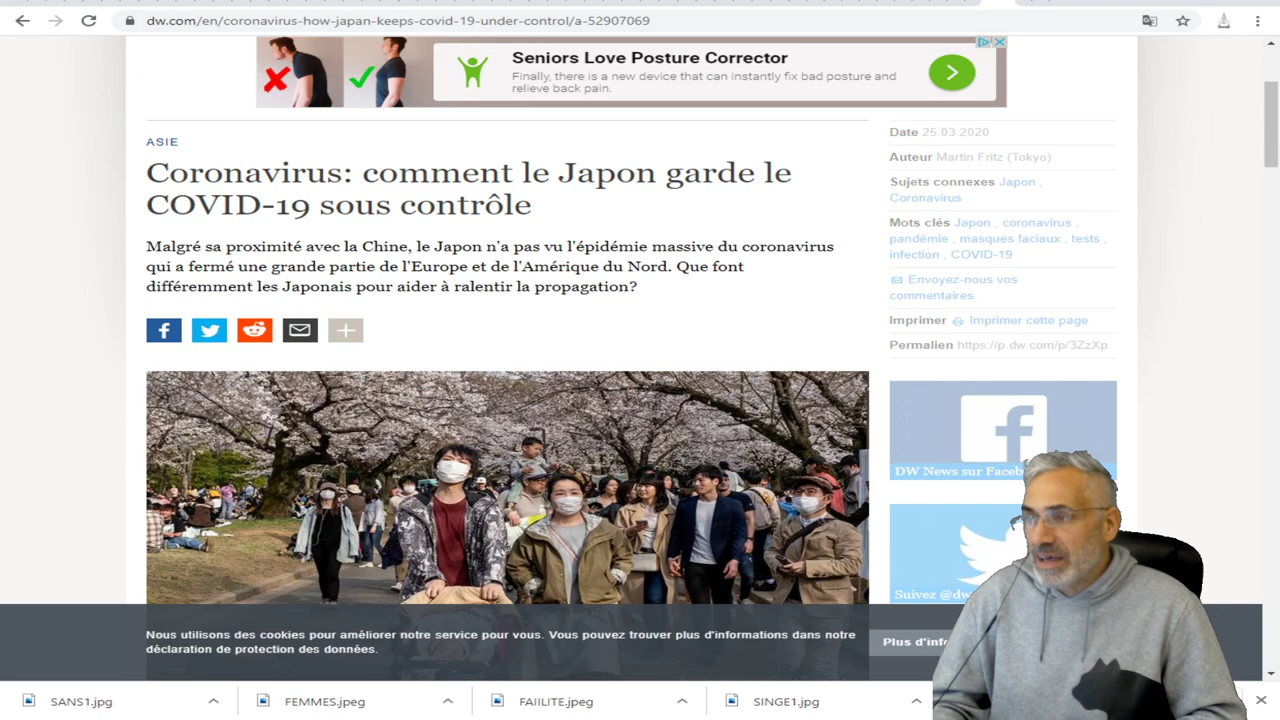 dw.com/en/coronavirus-how-japan-keeps-covid-19-under-control/a-52907069
Seniors Love Posture Corrector
Finally, there is a new device that can instantly fix bad posture and
relieve back pain.
ASIE
Coronavirus: comment le Japon garde le
COVID-19 sous contrôle
Malgré sa proximité avec la Chine, le Japon n'a pas vu l'épidémie massive du coronavirus
qui a fermé une grande partie de l'Europe et de l'Amérique du Nord. Que font
différemment les Japonais pour aider à ralentir la propagation?
Date 25.03.2020
Auteur Martin Fritz (Tokyo)
Sujets connexes Japon ,
Coronavirus
Mots clés Japon , coronavirus ,
pandémie , masques faciaux , tests ,
infection , COVID-19
Envoyez-nous vos
commentaires.
Imprimer Imprimer cette page
Permalien https://p.dw.com/p/3ZzXp
DW News sur Faceb
Suivez @dw
Nous utilisons des cookies pour améliorer notre service pour vous. Vous pouvez trouver plus d'informations dans notre
déclaration de protection des données.
Plus d'info
SANS1.jpg
FEMMES.jpeg
FAIILITE.jpeg
SINGE1.jpg